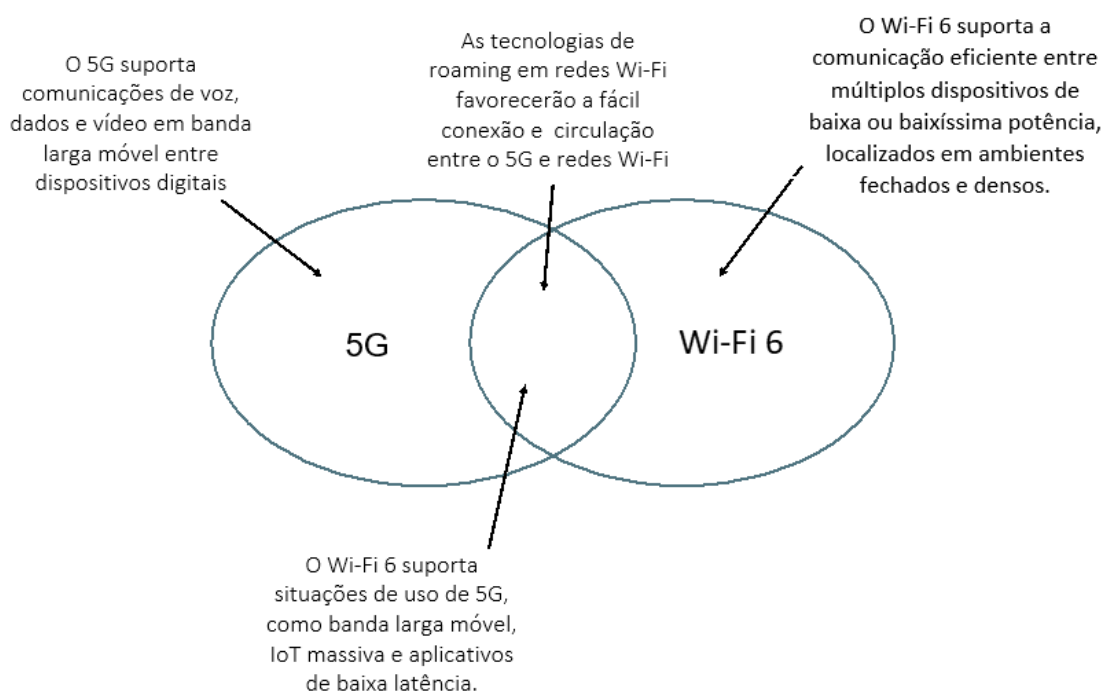 O 5G suporta
comunicações de voz,
dados e vídeo em banda
larga móvel entre
dispositivos digitais
As tecnologias de
roaming em redes Wi-Fi
favorecerão a fácil
conexão e circulação
entre o 5G e redes Wi-Fi
O Wi-Fi 6 suporta a
comunicação eficiente entre
múltiplos dispositivos de
baixa ou baixíssima potência,
localizados em ambientes
fechados e densos.
5G
Wi-Fi 6
O Wi-Fi 6 suporta
situações de uso de 5G,
como banda larga móvel,
IoT massiva e aplicativos
de baixa latência.